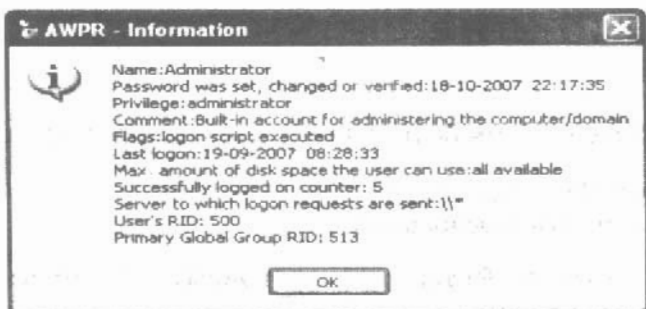 AWPR - Information
Name:Administrator
Password was set, changed or verified:18-10-2007 22:17:35
Privilege:administrator
Comment:Built-in account for administering the computer/domain
Flags:logon script executed
Last logon:19-09-2007 08:28:33
Max. amount of disk space the user can use:all available
Successfully logged on counter: 5
Server to which logon requests are sent:\\*
User's RID: 500
Primary Global Group RID: 513
OK